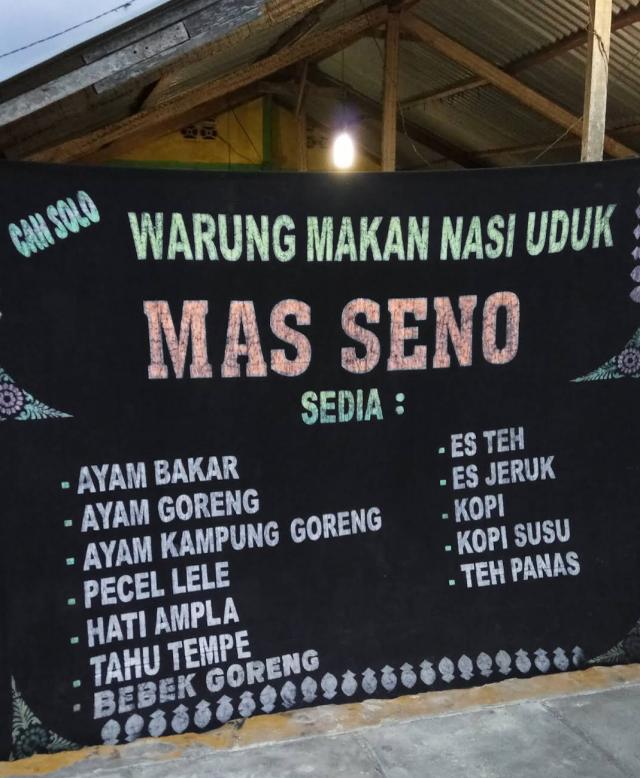 CAH SOLO
WARUNG MAKAN NASI UDUK
MAS SENO
SEDIA :
- AYAM BAKAR
- AYAM GORENG
- AYAM KAMPUNG GORENG
- PECEL LELE
- HATI AMPLA
- TAHU TEMPE
- BEBEK GORENG
- ES TEH
- ES JERUK
- KOPI
- KOPI SUSU
- TEH PANAS